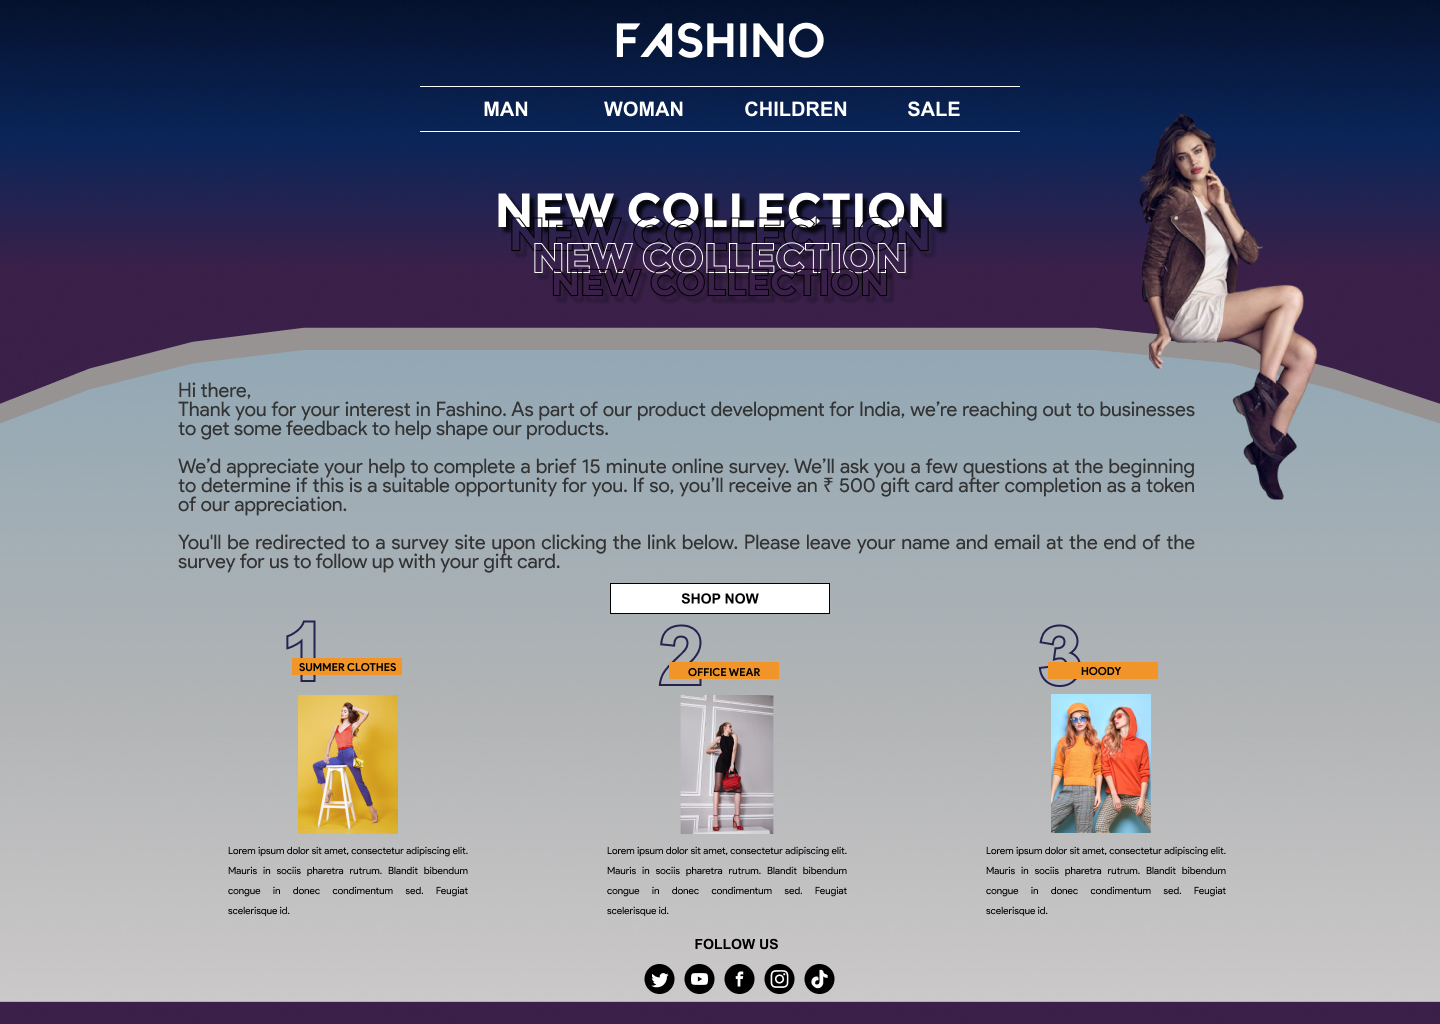 FASHINO
MAN WOMAN CHILDREN SALE
NEW COLLECTION
NEW COLLECTION
NEW COLLECTION
NEW COLLECTION
Hi there,
Thank you for your interest in Fashino. As part of our product development for India, we’re reaching out to businesses
to get some feedback to help shape our products.
We’d appreciate your help to complete a brief 15 minute online survey. We’ll ask you a few questions at the beginning
to determine if this is a suitable opportunity for you. If so, you’ll receive an ₹ 500 gift card after completion as a token
of our appreciation.
You'll be redirected to a survey site upon clicking the link below. Please leave your name and email at the end of the
survey for us to follow up with your gift card.
SHOP NOW
1
SUMMER CLOTHES
Lorem ipsum dolor sit amet, consectetur adipiscing elit.
Mauris in sociis pharetra rutrum. Blandit bibendum
congue in donec condimentum sed. Feugiat
scelerisque id.
2
OFFICE WEAR
Lorem ipsum dolor sit amet, consectetur adipiscing elit.
Mauris in sociis pharetra rutrum. Blandit bibendum
congue in donec condimentum sed. Feugiat
scelerisque id.
3
HOODY
Lorem ipsum dolor sit amet, consectetur adipiscing elit.
Mauris in sociis pharetra rutrum. Blandit bibendum
congue in donec condimentum sed. Feugiat
scelerisque id.
FOLLOW US